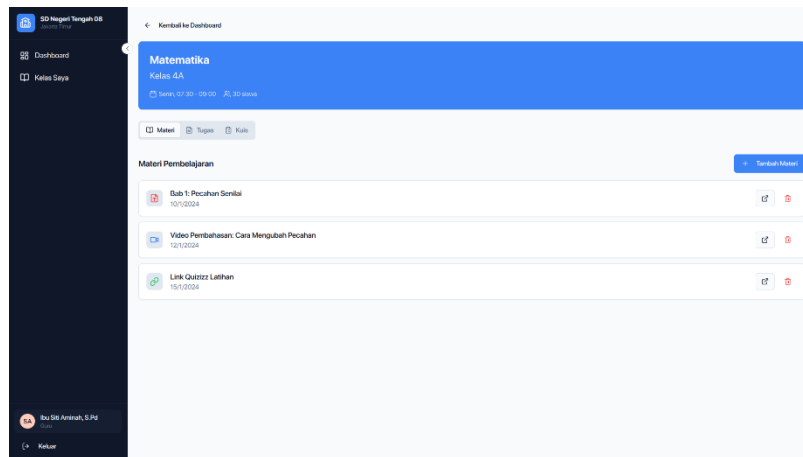 SD Negeri Tengah 08
Jakarta Timur
Dashboard
Kelas Saya
Ibu Siti Aminah, S.Pd
Guru
SA
Keluar
Kembali ke Dashboard
Matematika
Kelas 4A
Senin, 07:30 - 09:00
30 siswa
Materi
Tugas
Kuis
Materi Pembelajaran
+ Tambah Materi
Bab 1: Pecahan Senilai
10/1/2024
Video Pembahasan: Cara Mengubah Pecahan
12/1/2024
Link Quizizz Latihan
15/1/2024